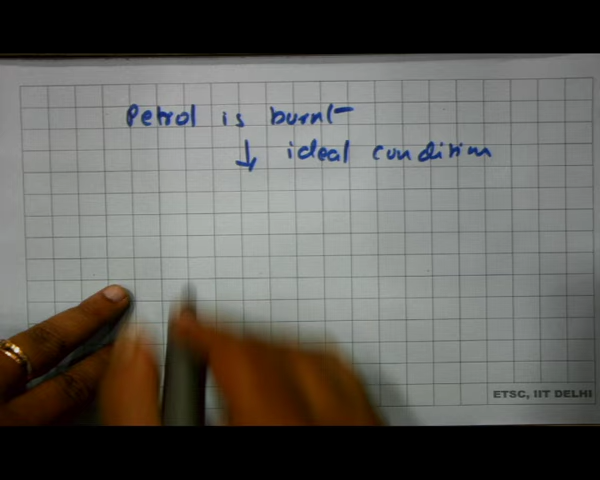 Petrol is burnt
↓ ideal condition
ETSC, IIT DELHI